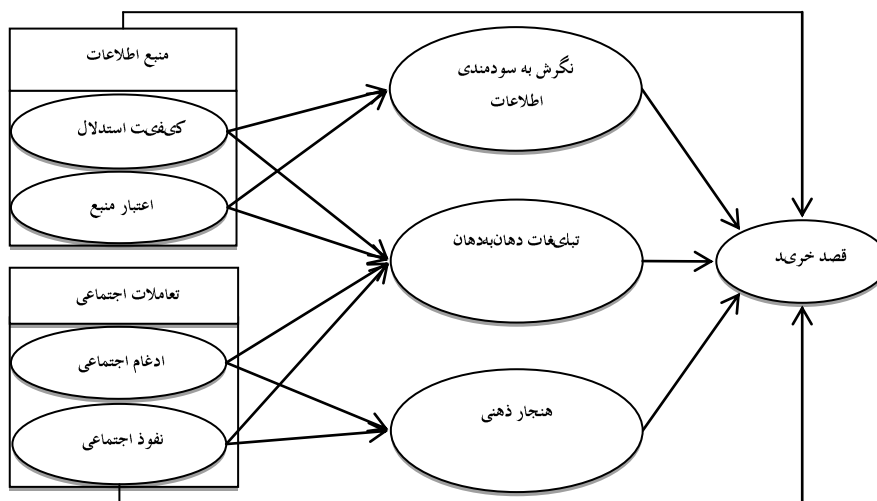 منبع اطلاعات
کیفیت استدلال
اعتبار منبع
تعاملات اجتماعی
ادغام اجتماعی
نفوذ اجتماعی
نگرش به سودمندی
اطلاعات
تبلیغات دهان‌به‌دهان
هنجار ذهنی
قصد خرید